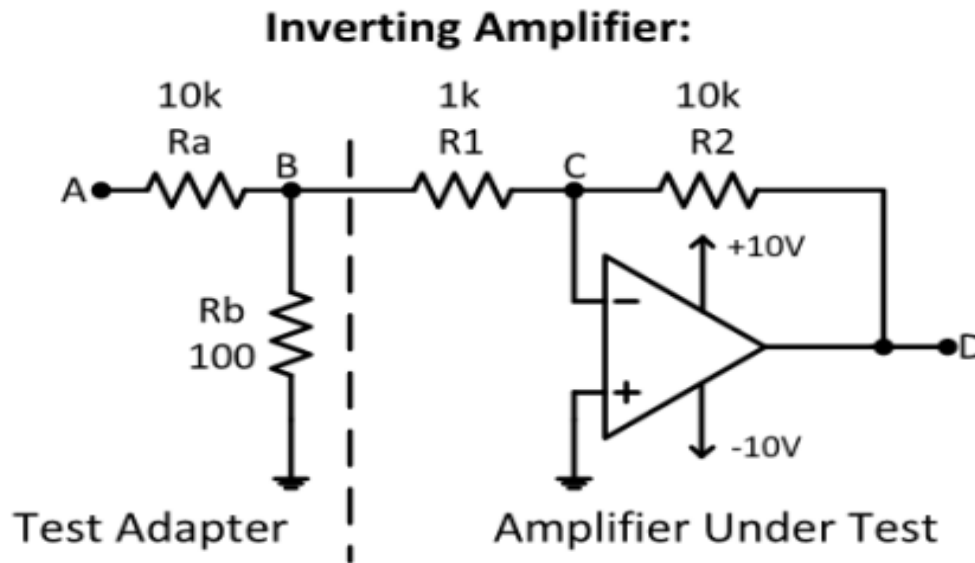 Inverting Amplifier:
10k
Ra
1k
R1
10k
R2
A
B
C
+10V
Rb
100
−
+
D
-10V
Test Adapter
Amplifier Under Test